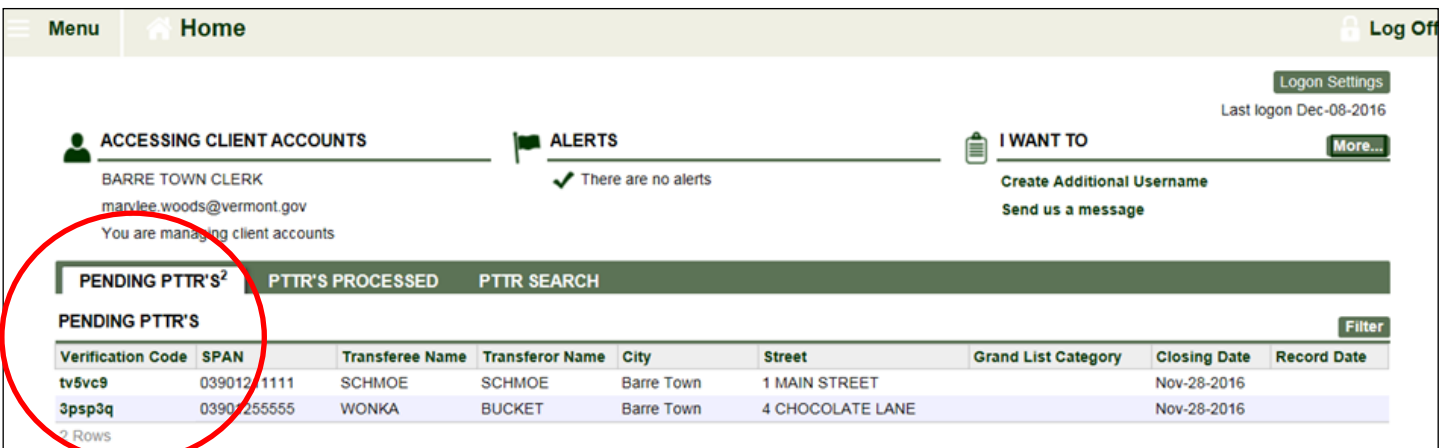 Menu Home Log Off
Logon Settings
Last logon Dec-08-2016
ACCESSING CLIENT ACCOUNTS ALERTS I WANT TO More...
BARRE TOWN CLERK There are no alerts Create Additional Username
marylee.woods@vermont.gov Send us a message
You are managing client accounts
PENDING PTTR'S2 PTTR'S PROCESSED PTTR SEARCH
PENDING PTTR'S Filter
Verification Code SPAN Transferee Name Transferor Name City Street Grand List Category Closing Date Record Date
tv5vc9 SCHMOE SCHMOE Barre Town 1 MAIN STREET Nov-28-2016
3psp3q 03901255555 WONKA BUCKET Barre Town 4 CHOCOLATE LANE Nov-28-2016
2 Rows